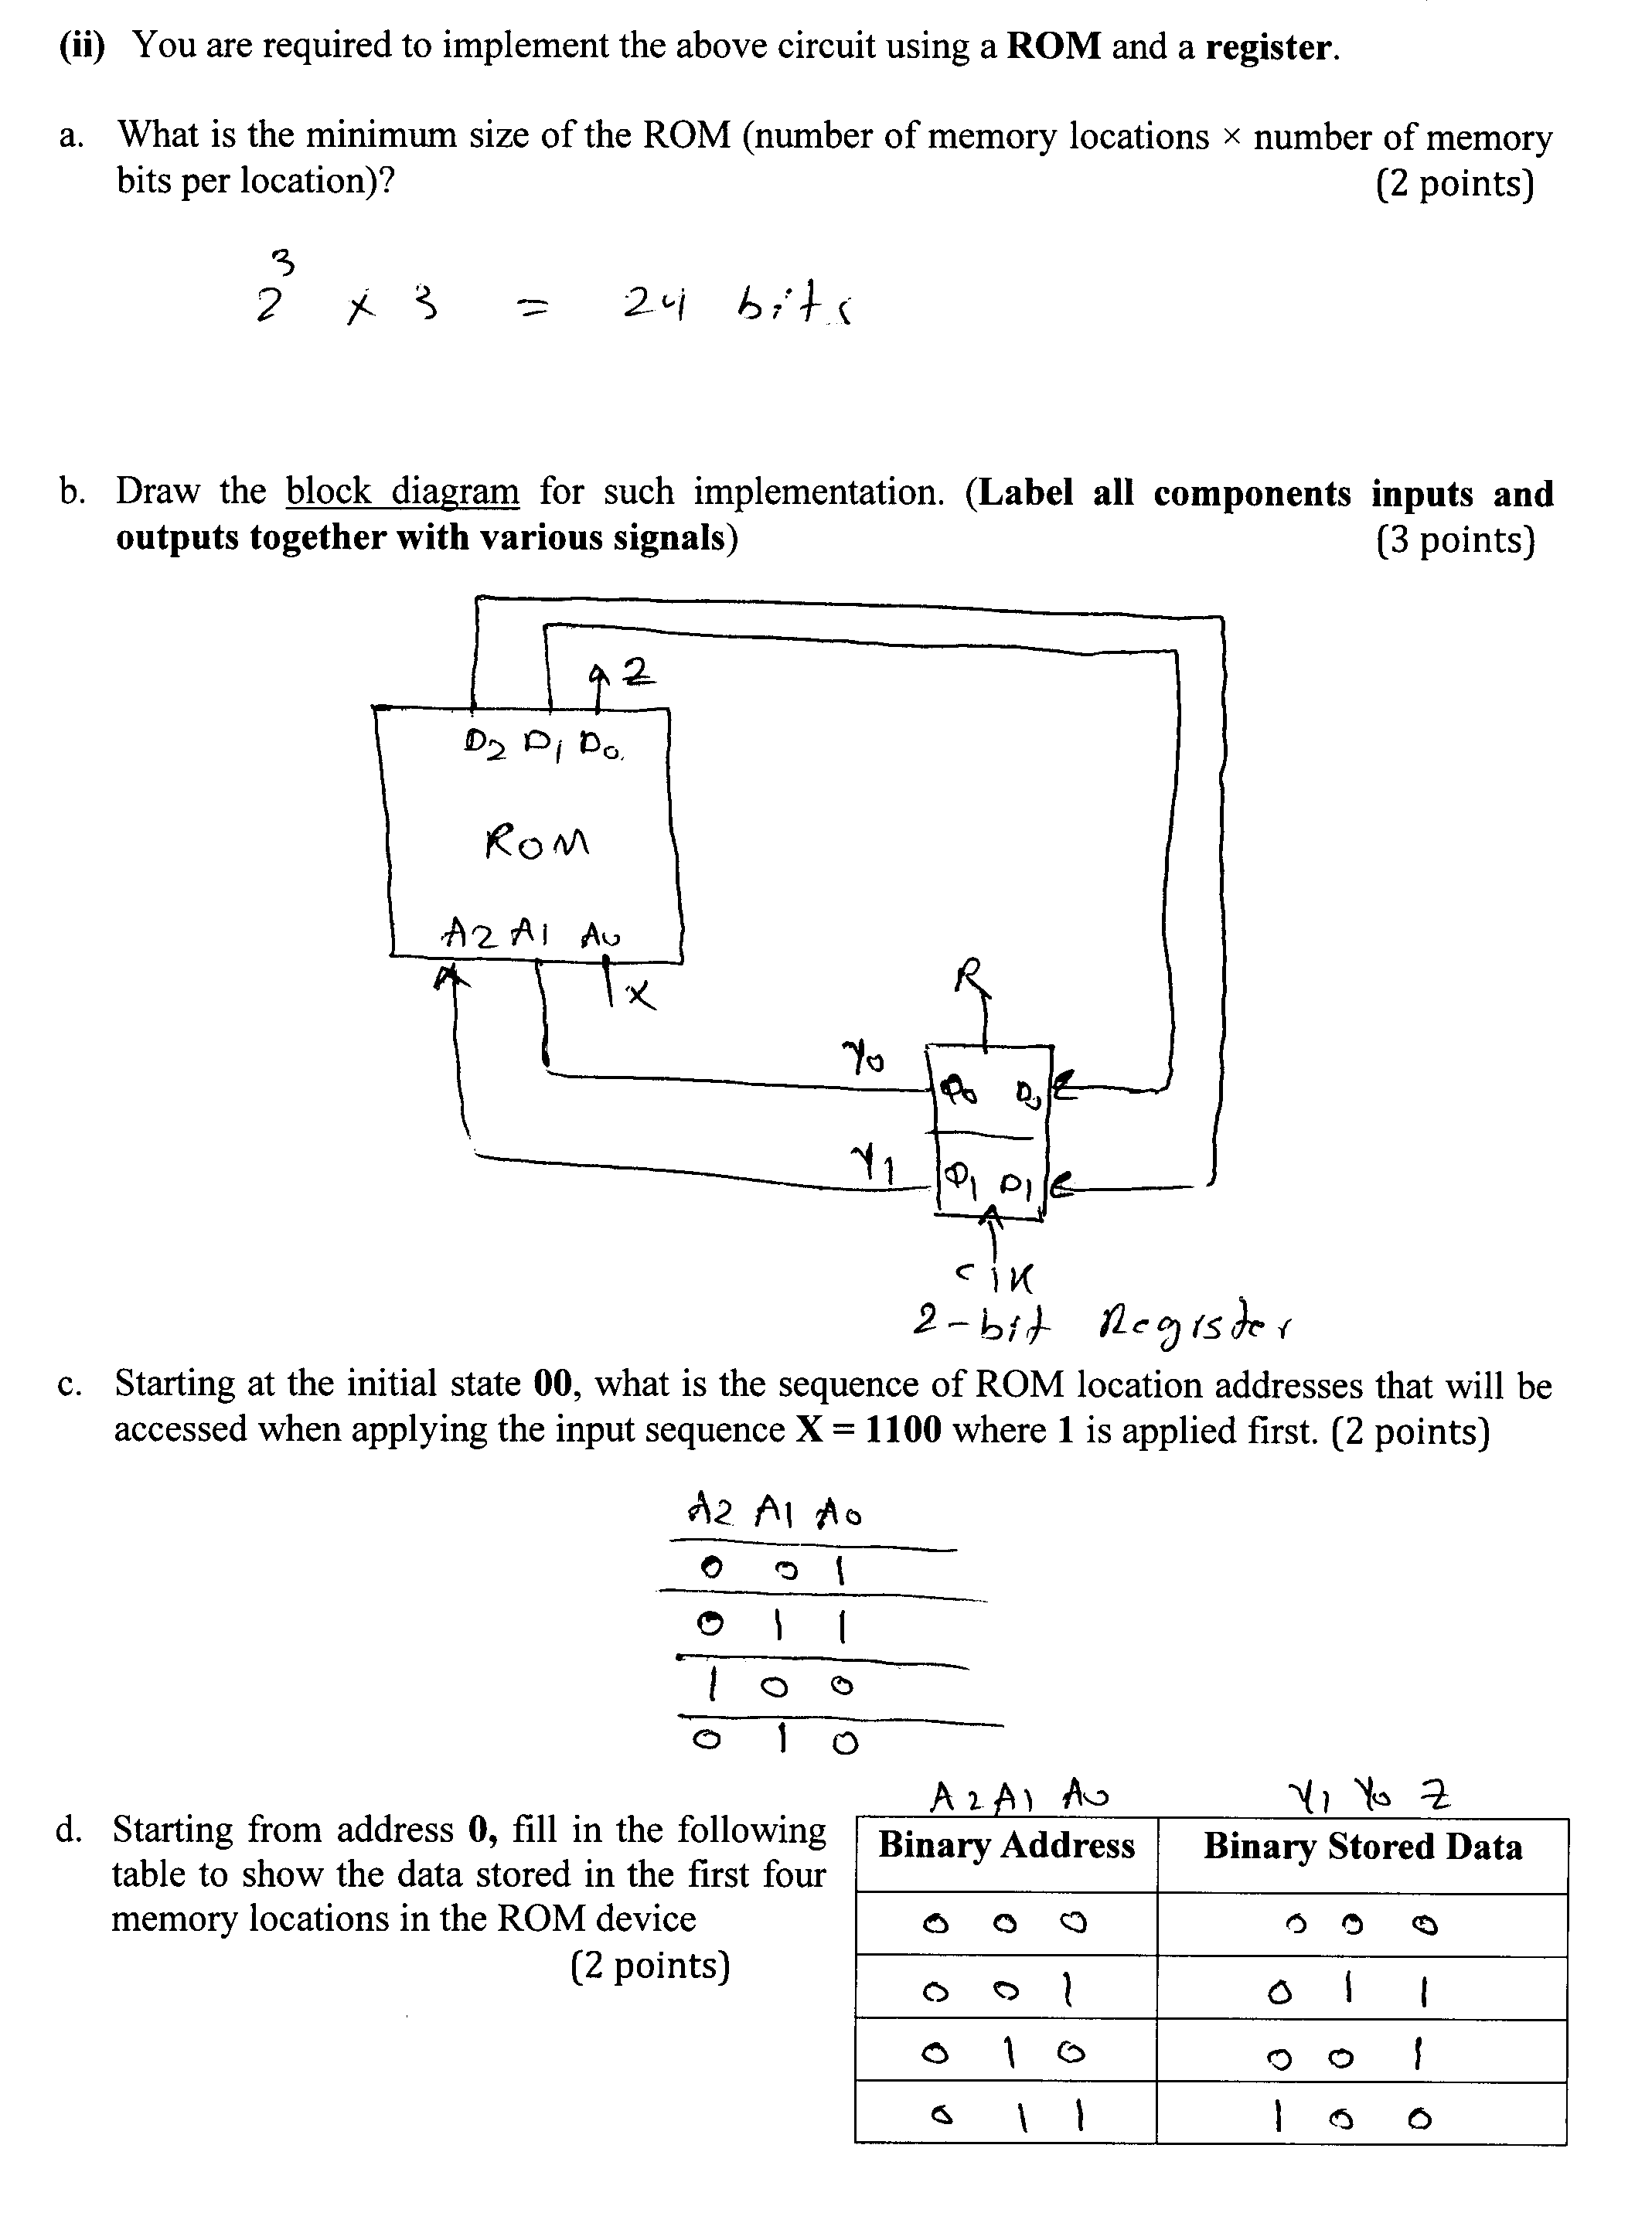 (ii) You are required to implement the above circuit using a ROM and a register.
a. What is the minimum size of the ROM (number of memory locations × number of memory
bits per location)? (2 points)
2³ × 3 = 24 bits
b. Draw the block diagram for such implementation. (Label all components inputs and
outputs together with various signals) (3 points)
Z
D2 D1 D0
ROM
A2 A1 A0
X
R
Y0
Q0 D0
Y1
Q1 D1
Clk
2-bit Register
c. Starting at the initial state 00, what is the sequence of ROM location addresses that will be
accessed when applying the input sequence X = 1100 where 1 is applied first. (2 points)
A2 A1 A0
0 0 1
0 1 1
1 0 0
0 1 0
A2 A1 A0 Y1 Y0 Z
d. Starting from address 0, fill in the following
table to show the data stored in the first four
memory locations in the ROM device
(2 points)
Binary Address Binary Stored Data
0 0 0 0 0 0
0 0 1 0 1 1
0 1 0 0 0 1
0 1 1 1 0 0